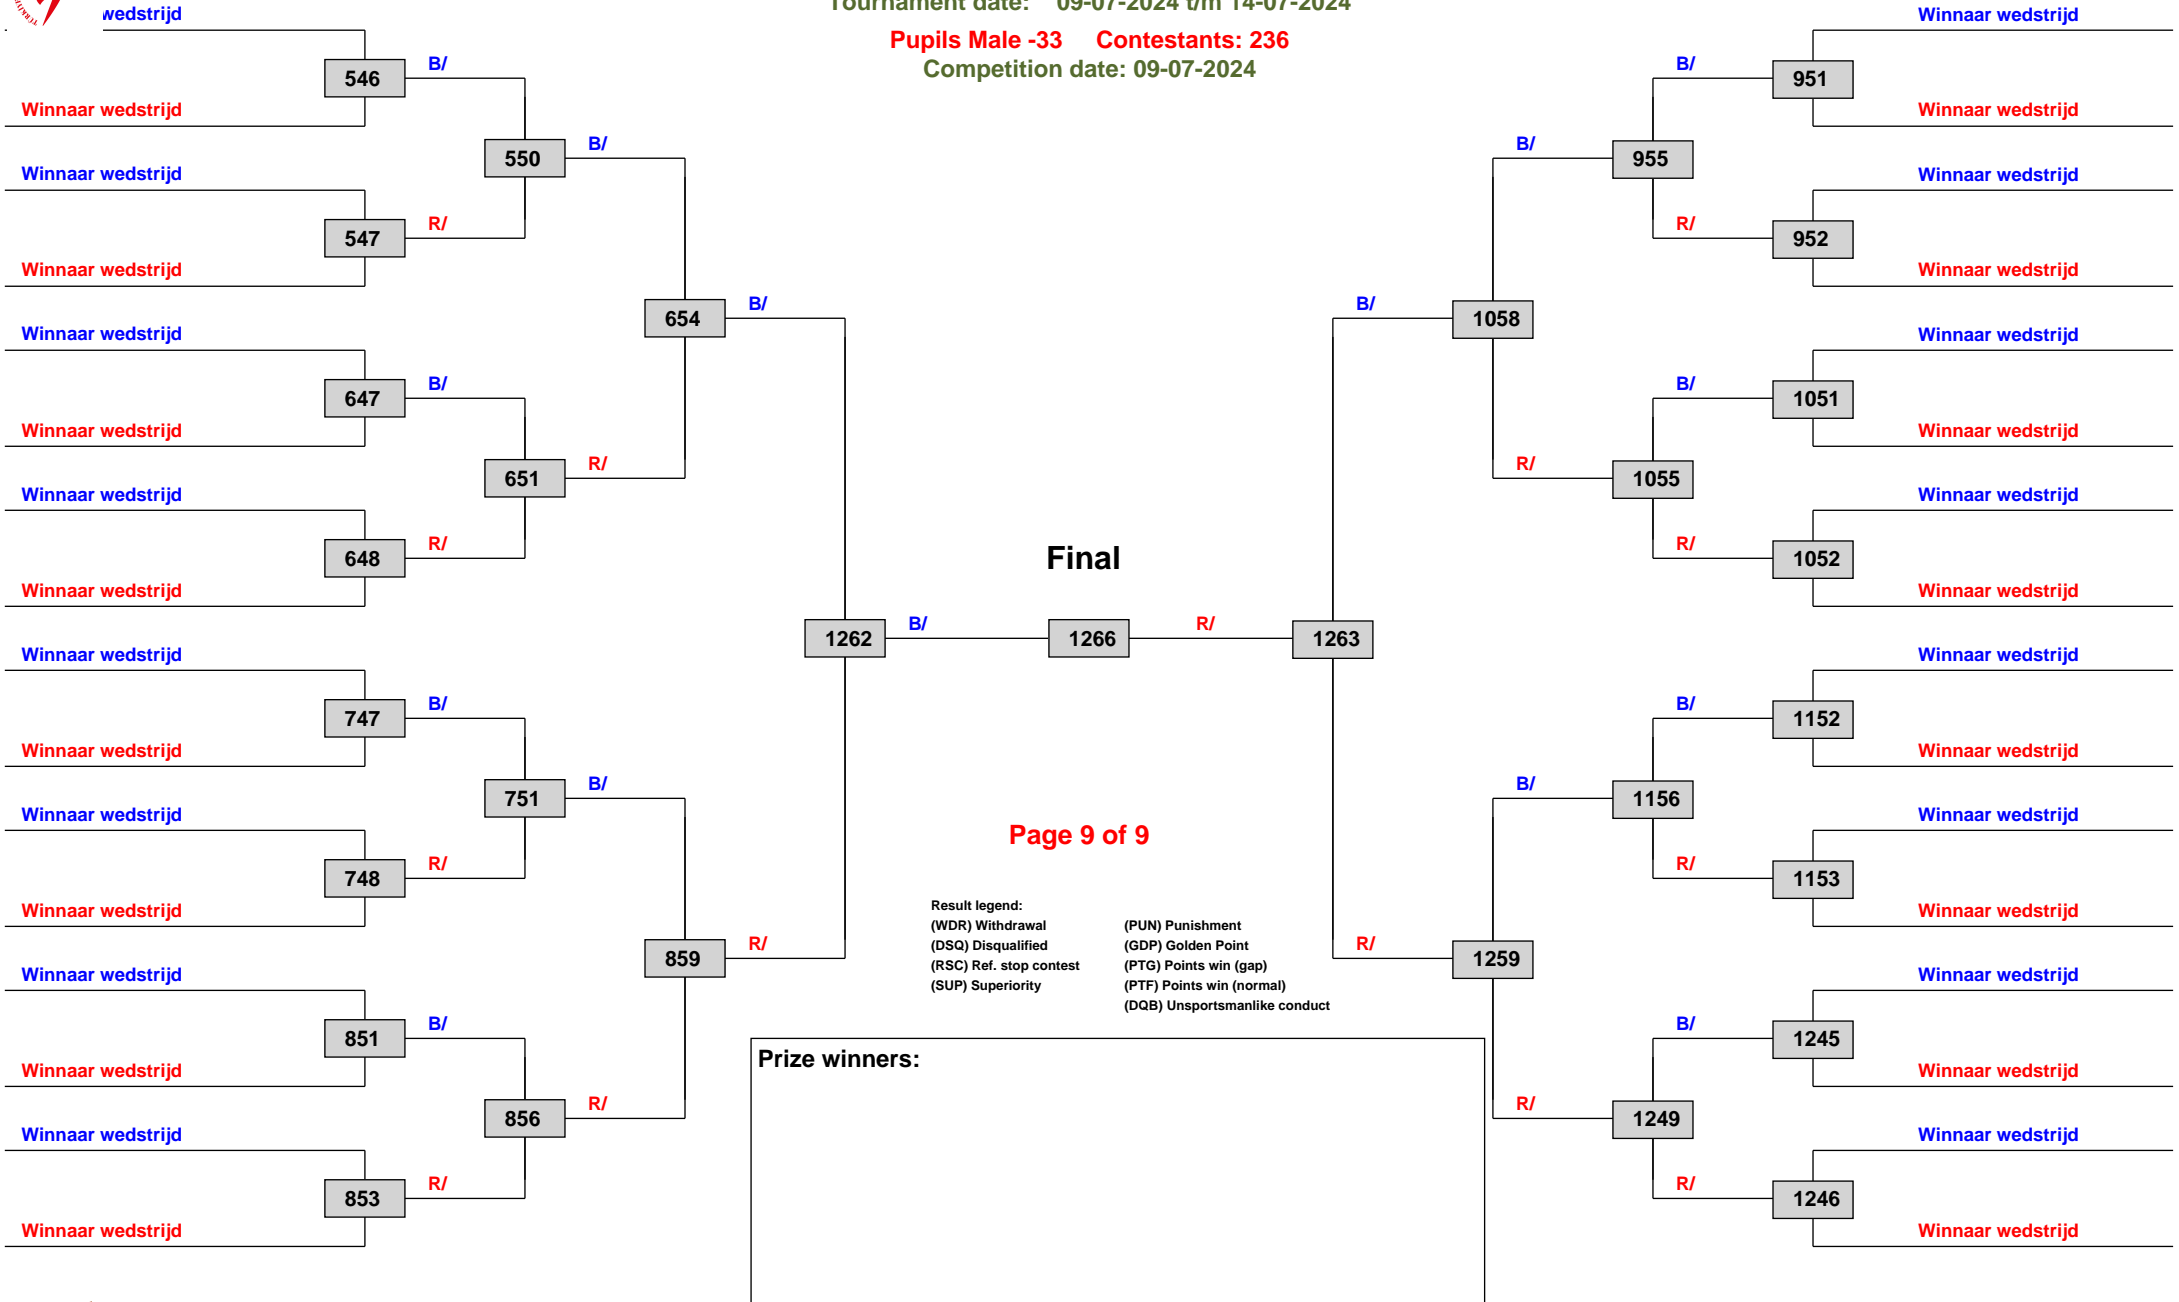 Tournament date: 09-07-2024 t/m 14-07-2024
Pupils Male -33 Contestants: 236
Competition date: 09-07-2024
wedstrijd
546
B/
Winnaar wedstrijd
550
B/
Winnaar wedstrijd
547
R/
Winnaar wedstrijd
654
B/
Winnaar wedstrijd
647
B/
Winnaar wedstrijd
651
R/
Winnaar wedstrijd
648
R/
Winnaar wedstrijd
1262
B/
Winnaar wedstrijd
747
B/
Winnaar wedstrijd
751
B/
Winnaar wedstrijd
748
R/
Winnaar wedstrijd
859
R/
Winnaar wedstrijd
851
B/
Winnaar wedstrijd
856
R/
Winnaar wedstrijd
853
R/
Winnaar wedstrijd
Final
1266
Page 9 of 9
Result legend:
(WDR) Withdrawal (PUN) Punishment
(DSQ) Disqualified (GDP) Golden Point
(RSC) Ref. stop contest (PTG) Points win (gap)
(SUP) Superiority (PTF) Points win (normal)
(DQB) Unsportsmanlike conduct
Prize winners:
Winnaar wedstrijd
B/
951
Winnaar wedstrijd
B/
955
Winnaar wedstrijd
R/
952
Winnaar wedstrijd
B/
1058
Winnaar wedstrijd
B/
1051
Winnaar wedstrijd
R/
1055
Winnaar wedstrijd
R/
1052
Winnaar wedstrijd
R/
1263
Winnaar wedstrijd
B/
1152
Winnaar wedstrijd
B/
1156
Winnaar wedstrijd
R/
1153
Winnaar wedstrijd
R/
1259
Winnaar wedstrijd
B/
1245
Winnaar wedstrijd
R/
1249
Winnaar wedstrijd
R/
1246
Winnaar wedstrijd